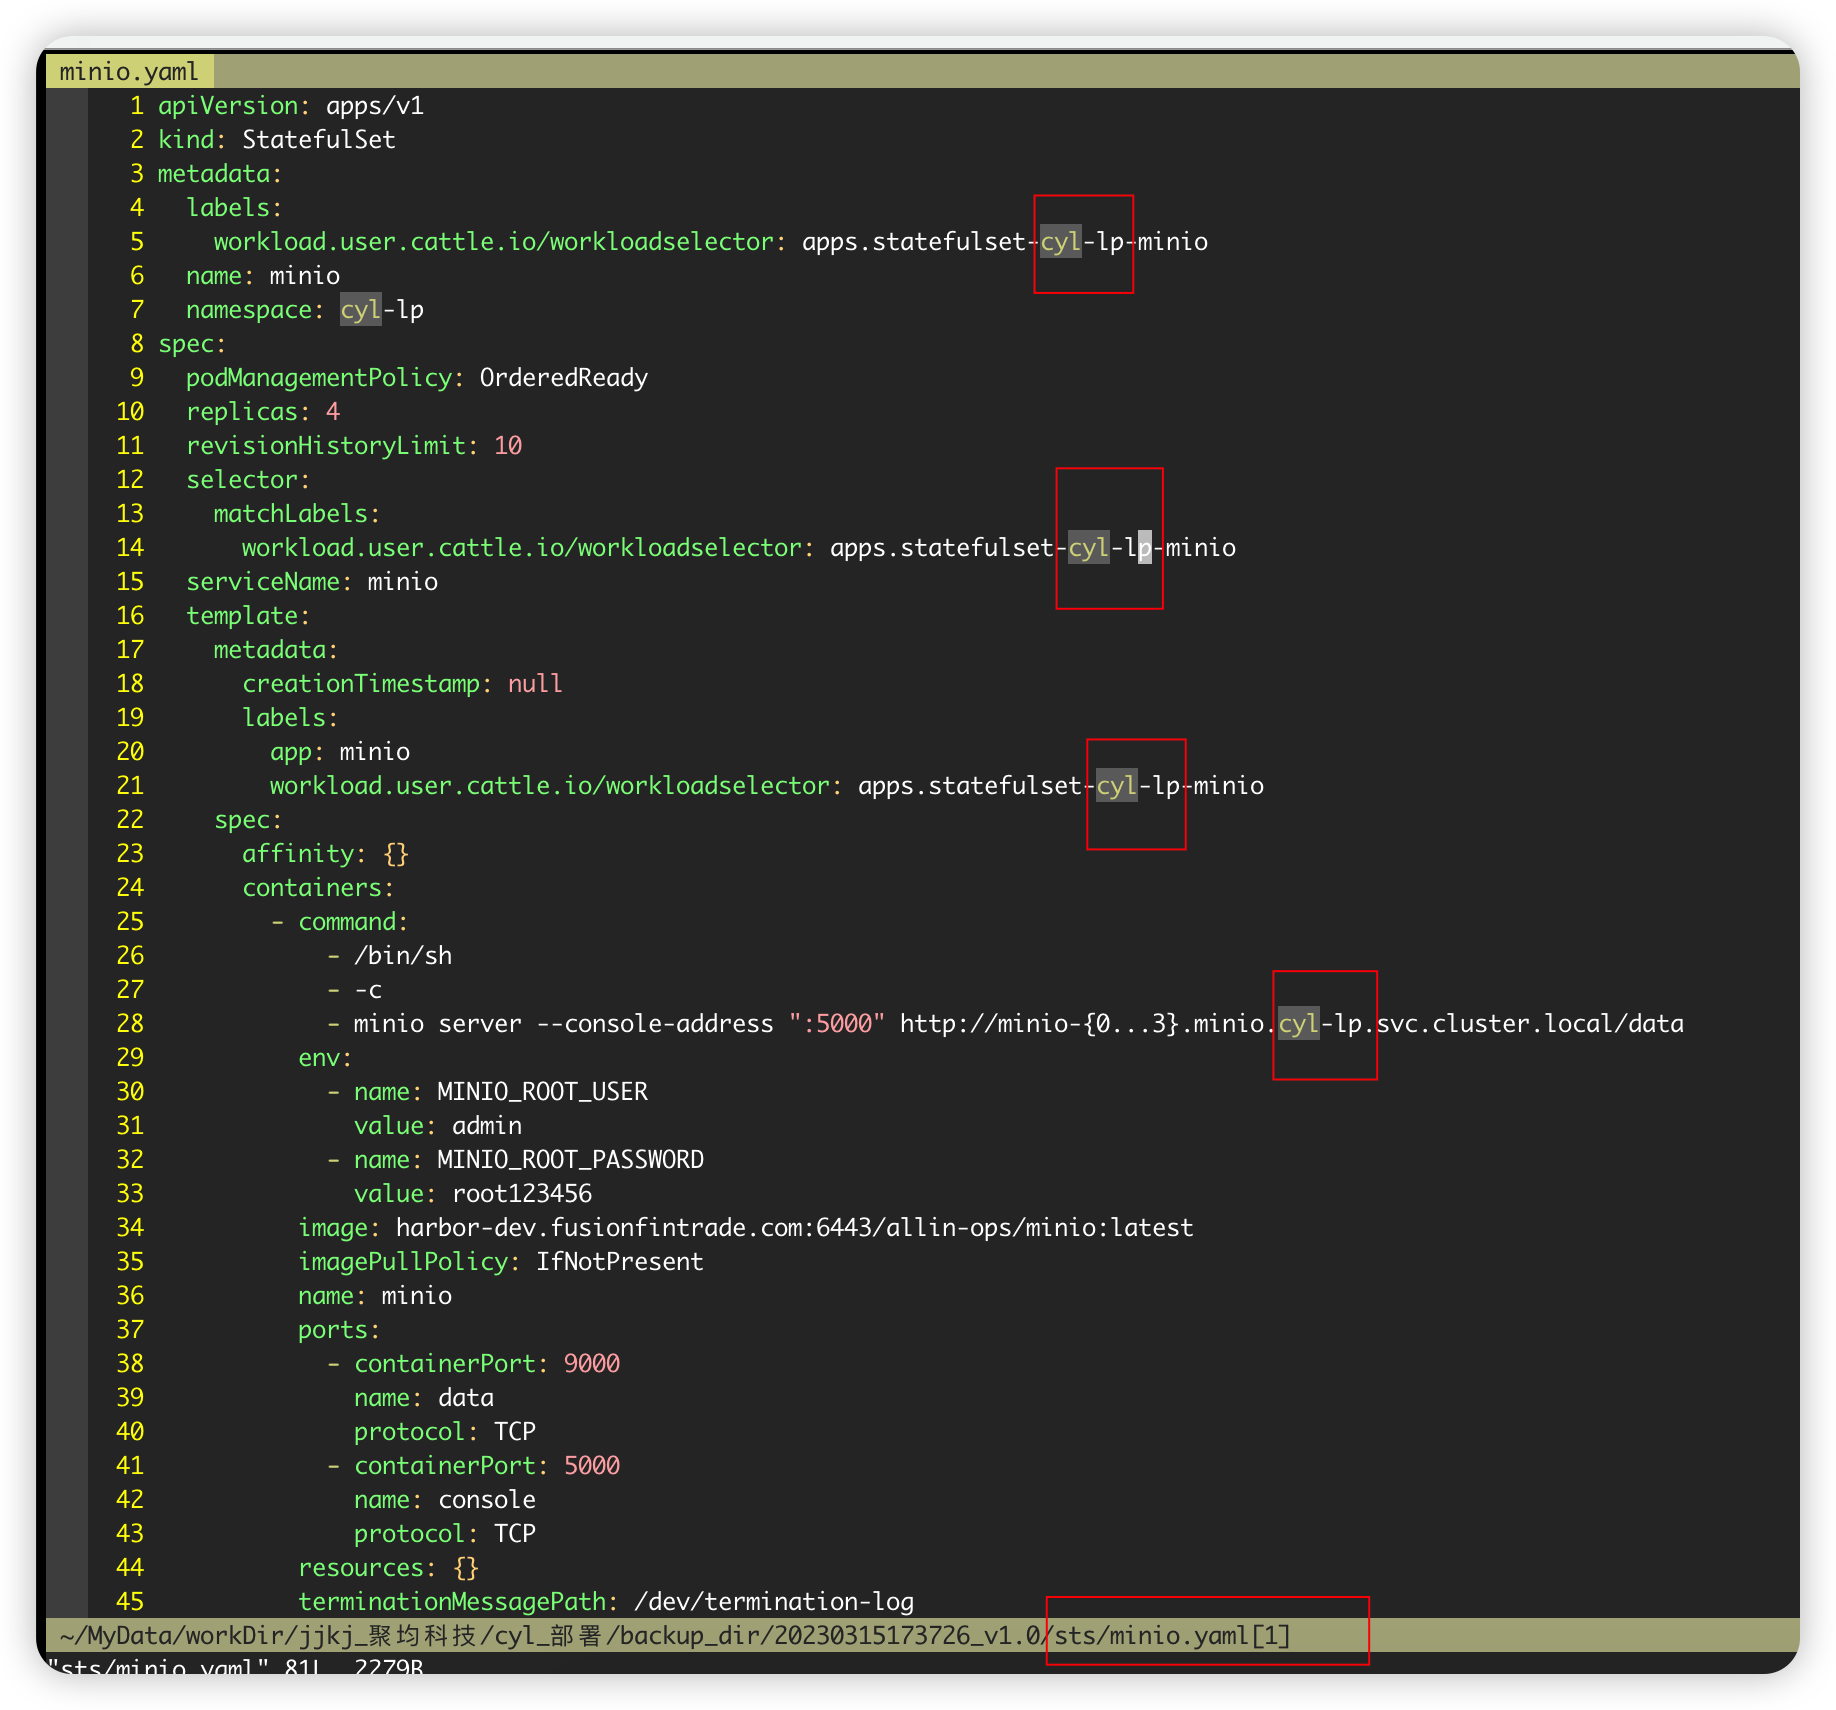 minio.yaml
1 apiVersion: apps/v1
2 kind: StatefulSet
3 metadata:
4   labels:
5     workload.user.cattle.io/workloadselector: apps.statefulset-cyl-lp-minio
6   name: minio
7   namespace: cyl-lp
8 spec:
9   podManagementPolicy: OrderedReady
10   replicas: 4
11   revisionHistoryLimit: 10
12   selector:
13     matchLabels:
14       workload.user.cattle.io/workloadselector: apps.statefulset-cyl-lp-minio
15   serviceName: minio
16   template:
17     metadata:
18       creationTimestamp: null
19       labels:
20         app: minio
21         workload.user.cattle.io/workloadselector: apps.statefulset-cyl-lp-minio
22     spec:
23       affinity: {}
24       containers:
25         - command:
26             - /bin/sh
27             - -c
28             - minio server --console-address ":5000" http://minio-{0...3}.minio.cyl-lp.svc.cluster.local/data
29           env:
30             - name: MINIO_ROOT_USER
31               value: admin
32             - name: MINIO_ROOT_PASSWORD
33               value: root123456
34           image: harbor-dev.fusionfintrade.com:6443/allin-ops/minio:latest
35           imagePullPolicy: IfNotPresent
36           name: minio
37           ports:
38             - containerPort: 9000
39               name: data
40               protocol: TCP
41             - containerPort: 5000
42               name: console
43               protocol: TCP
44           resources: {}
45           terminationMessagePath: /dev/termination-log
~/MyData/workDir/jjkj_聚均科技/cyl_部署/backup_dir/20230315173726_v1.0/sts/minio.yaml[1]
"sts/minio.yaml" 81L, 2279B